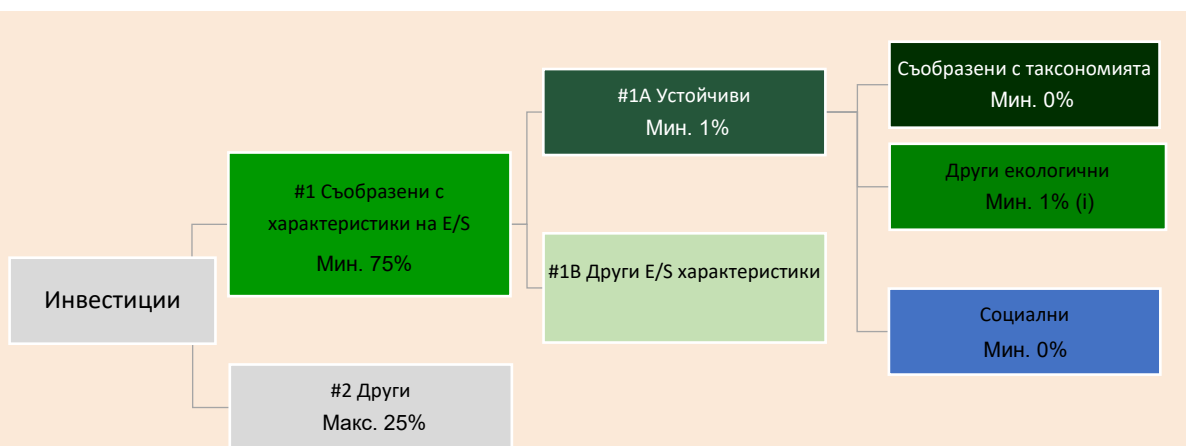 Инвестиции
#1 Съобразени с
характеристики на E/S
Мин. 75%
#2 Други
Макс. 25%
#1A Устойчиви
Мин. 1%
#1B Други E/S характеристики
Съобразени с таксономията
Мин. 0%
Други екологични
Мин. 1% (i)
Социални
Мин. 0%